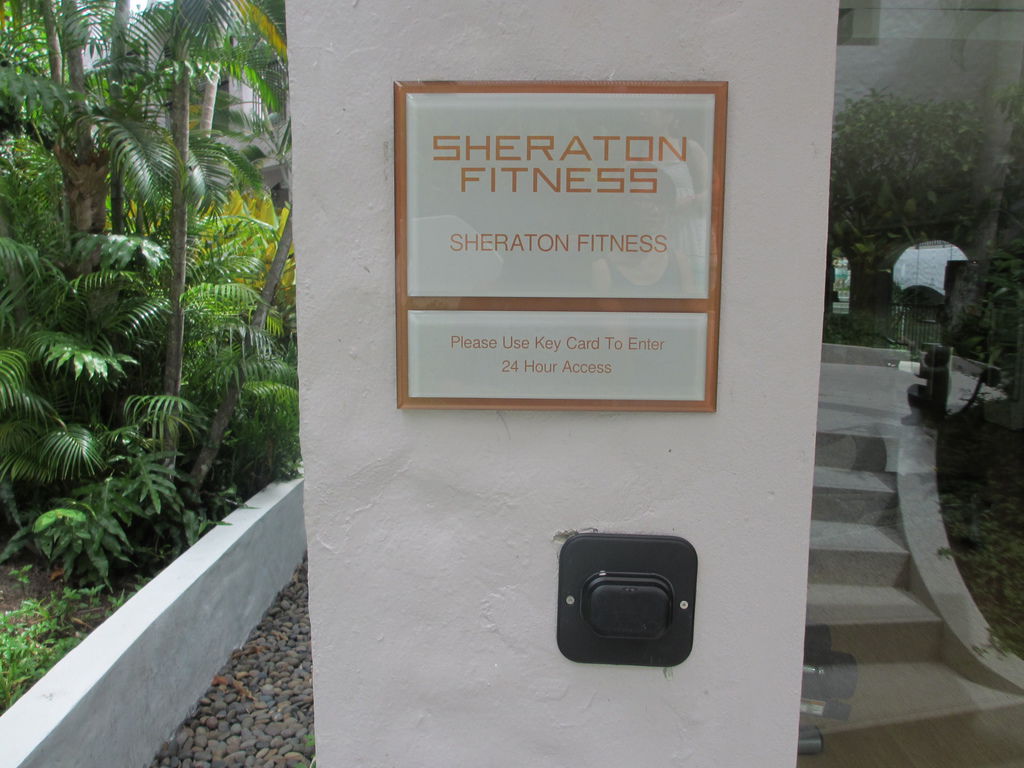 SHERATON
FITNESS
SHERATON FITNESS
Please Use Key Card To Enter
24 Hour Access